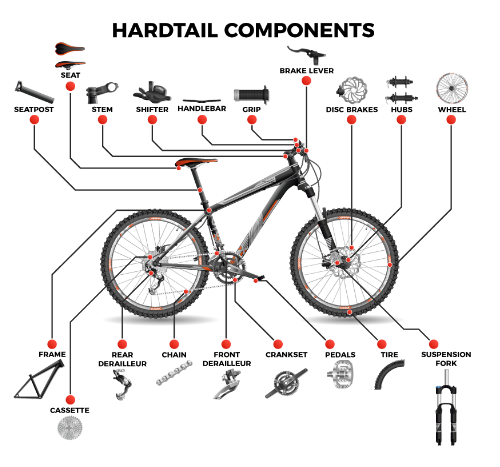 HARDTAIL COMPONENTS
SEAT
BRAKE LEVER
SEATPOST
STEM
SHIFTER
HANDLEBAR
GRIP
DISC BRAKES
HUBS
WHEEL
FRAME
REAR
DERAILLEUR
CHAIN
FRONT
DERAILLEUR
CRANKSET
PEDALS
TIRE
SUSPENSION
FORK
CASSETTE